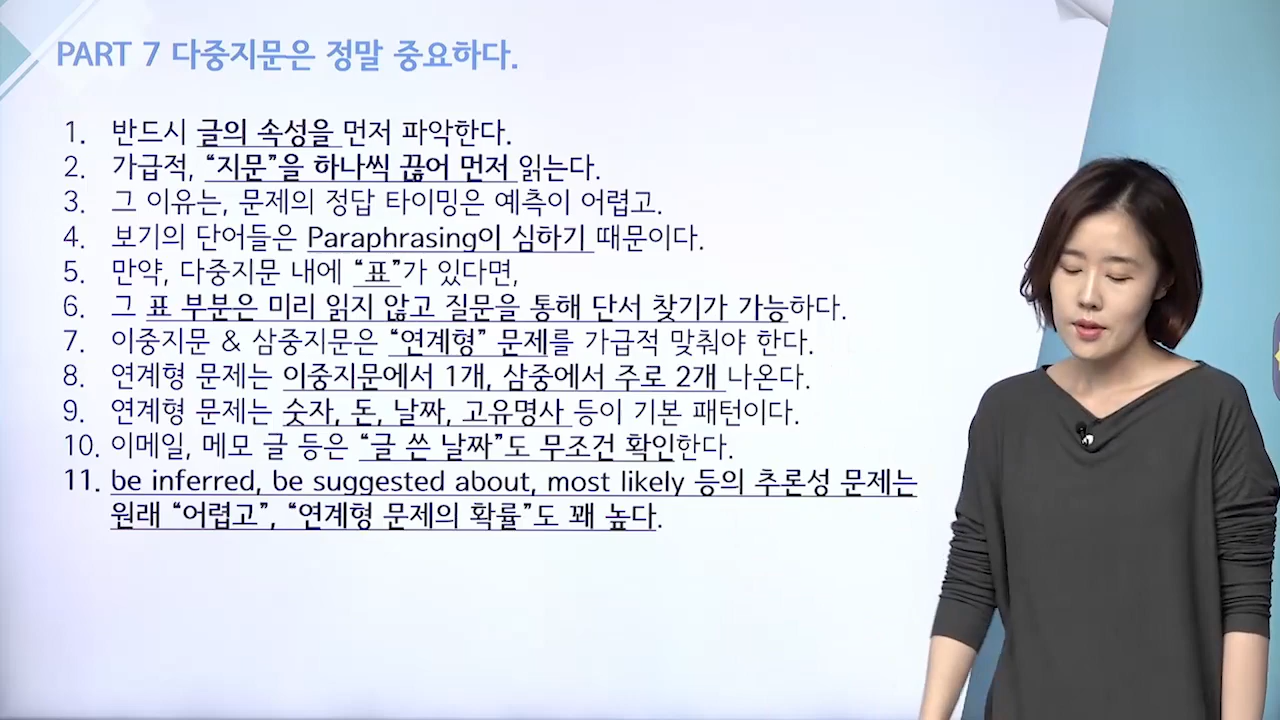 PART 7 다중지문은 정말 중요하다.
1. 반드시 글의 속성을 먼저 파악한다.
2. 가급적, “지문”을 하나씩 끊어 먼저 읽는다.
3. 그 이유는, 문제의 정답 타이밍은 예측이 어렵고.
4. 보기의 단어들은 Paraphrasing이 심하기 때문이다.
5. 만약, 다중지문 내에 “표”가 있다면,
6. 그 표 부분은 미리 읽지 않고 질문을 통해 단서 찾기가 가능하다.
7. 이중지문 & 삼중지문은 “연계형” 문제를 가급적 맞춰야 한다.
8. 연계형 문제는 이중지문에서 1개, 삼중에서 주로 2개 나온다.
9. 연계형 문제는 숫자, 돈, 날짜, 고유명사 등이 기본 패턴이다.
10. 이메일, 메모 글 등은 “글 쓴 날짜”도 무조건 확인한다.
11. be inferred, be suggested about, most likely 등의 추론성 문제는
원래 “어렵고”, “연계형 문제의 확률”도 꽤 높다.